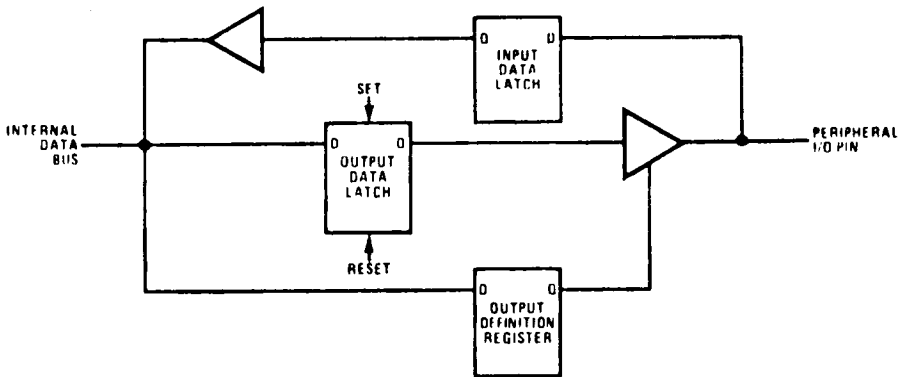 Q D
INPUT
DATA
LATCH
SET
INTERNAL
DATA
BUS
D Q
OUTPUT
DATA
LATCH
PERIPHERAL
I/O PIN
RESET
D Q
OUTPUT
DEFINITION
REGISTER